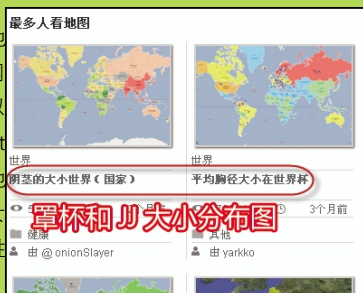 最多人看地图
世界
阴茎的大小世界（国家）
世界
平均胸径大小在世界杯
3个月前
罩杯和JJ大小分布图
健康
由 @ onionSlayer
其他
由 yarkko